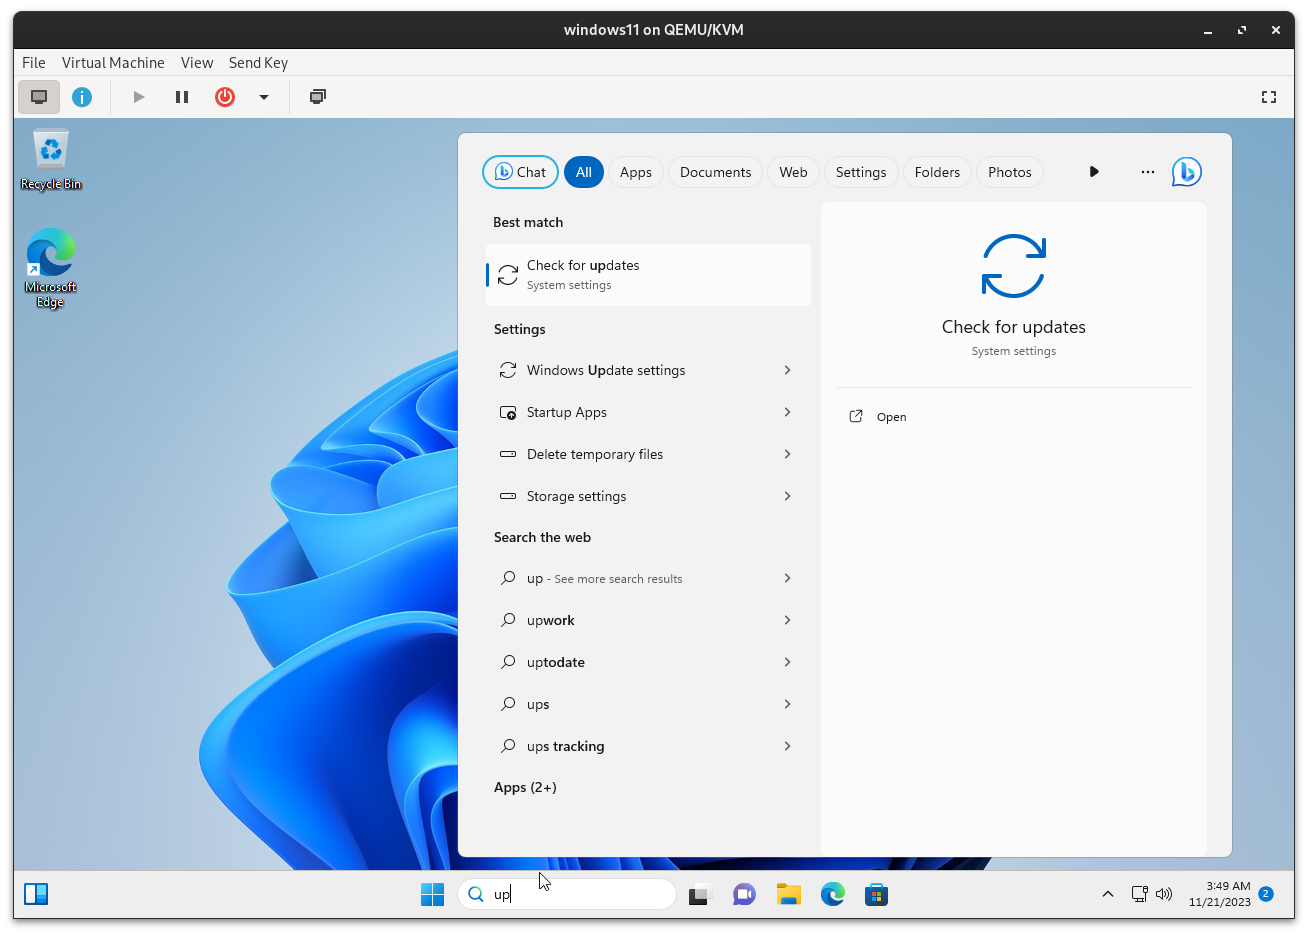 windows11 on QEMU/KVM
File Virtual Machine View Send Key
Recycle Bin
Microsoft
Edge
Chat All Apps Documents Web Settings Folders Photos
Best match
Check for updates
System settings
Settings
Windows Update settings
Startup Apps
Delete temporary files
Storage settings
Search the web
up - See more search results
upwork
uptodate
ups
ups tracking
Apps (2+)
Check for updates
System settings
Open
up
3:49 AM
11/21/2023
2